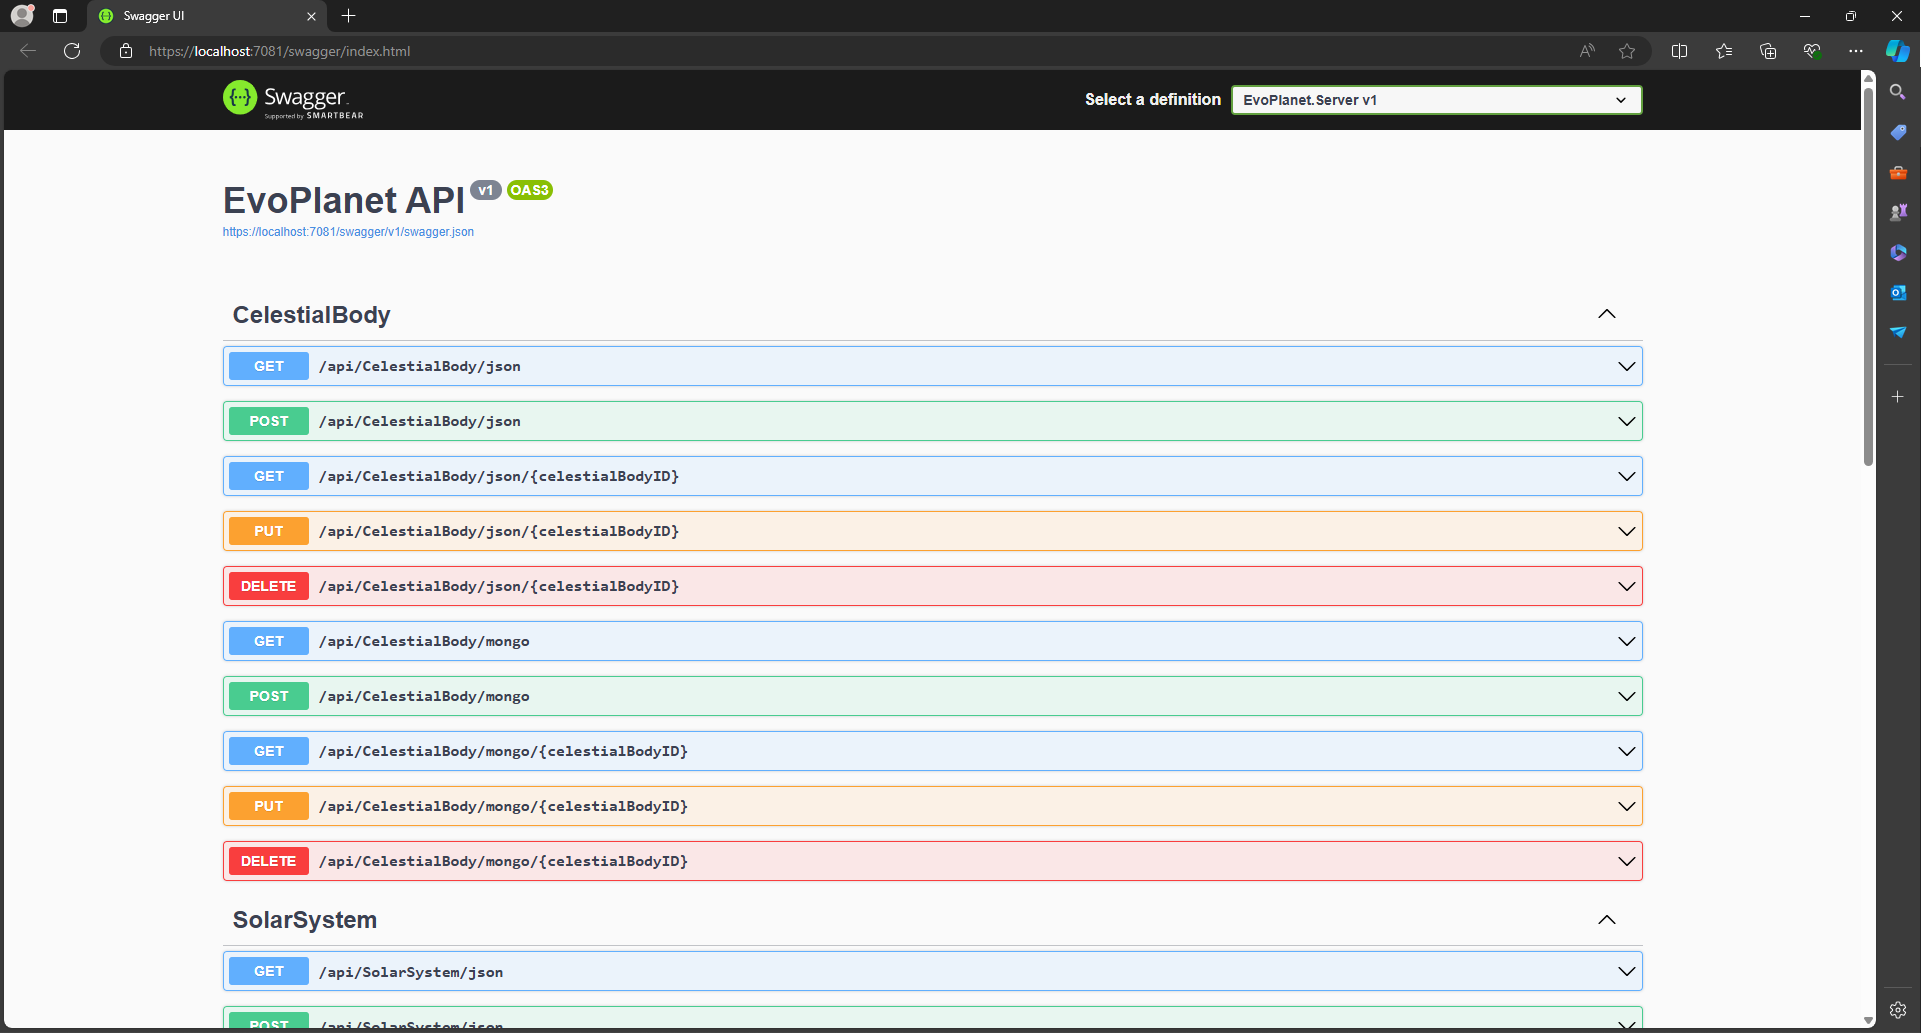 Swagger UI
https://localhost:7081/swagger/index.html
Swagger.
Supported by SMARTBEAR
Select a definition
EvoPlanet.Server v1
EvoPlanet API v1 OAS3
https://localhost:7081/swagger/v1/swagger.json
CelestialBody
GET /api/CelestialBody/json
POST /api/CelestialBody/json
GET /api/CelestialBody/json/{celestialBodyID}
PUT /api/CelestialBody/json/{celestialBodyID}
DELETE /api/CelestialBody/json/{celestialBodyID}
GET /api/CelestialBody/mongo
POST /api/CelestialBody/mongo
GET /api/CelestialBody/mongo/{celestialBodyID}
PUT /api/CelestialBody/mongo/{celestialBodyID}
DELETE /api/CelestialBody/mongo/{celestialBodyID}
SolarSystem
GET /api/SolarSystem/json
POST /api/SolarSystem/json